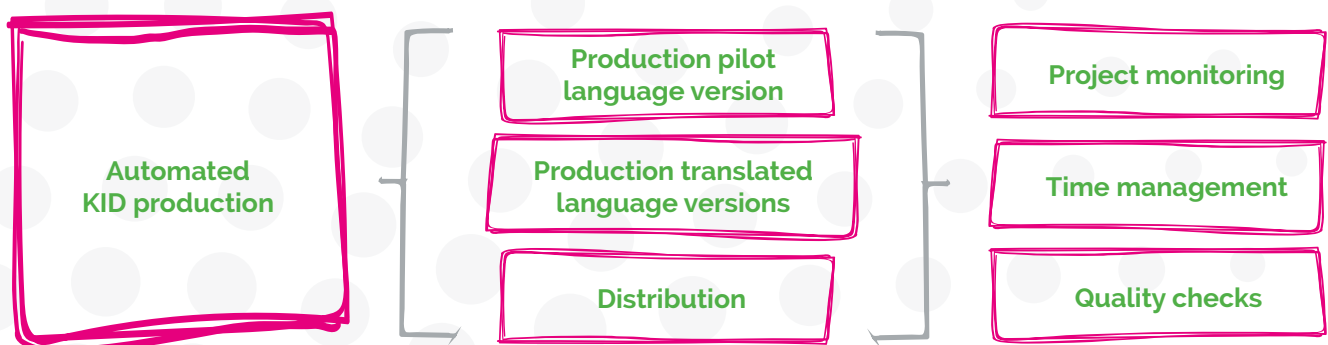 Automated
KID production
Production pilot
language version
Production translated
language versions
Distribution
Project monitoring
Time management
Quality checks